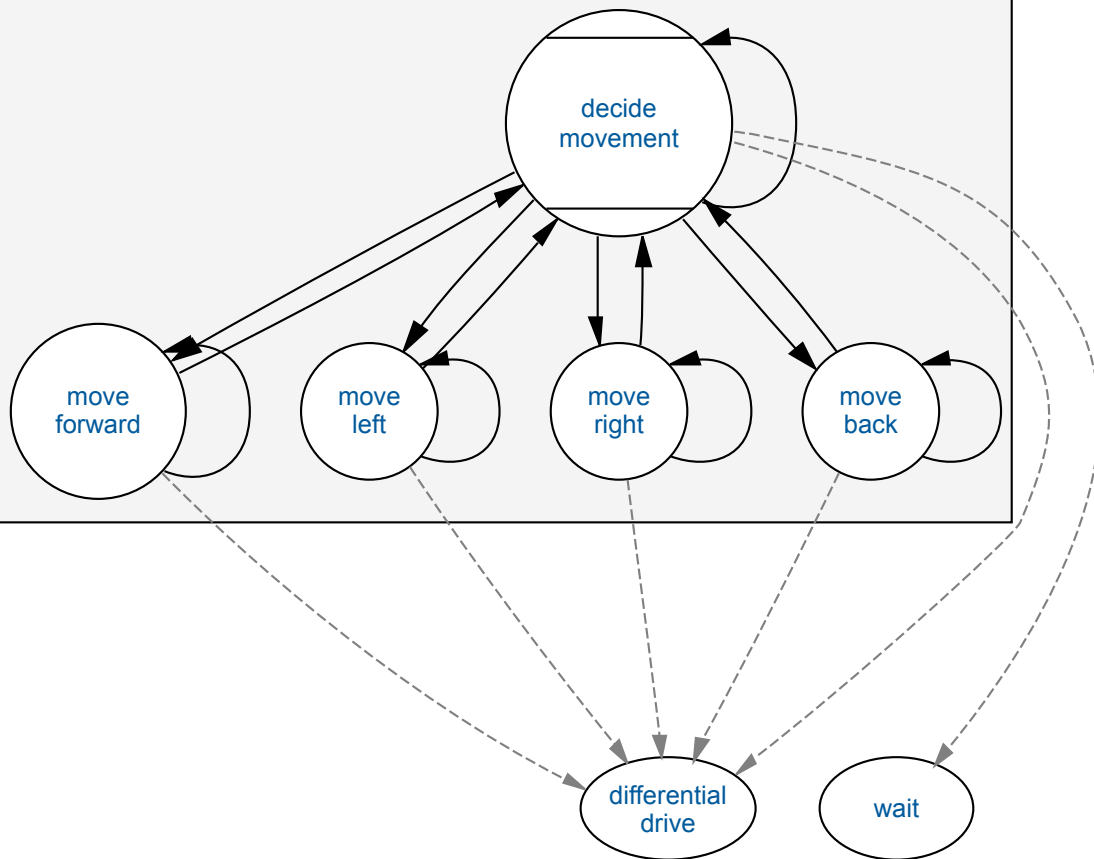 decide
movement
move
forward
move
left
move
right
move
back
differential
drive
wait